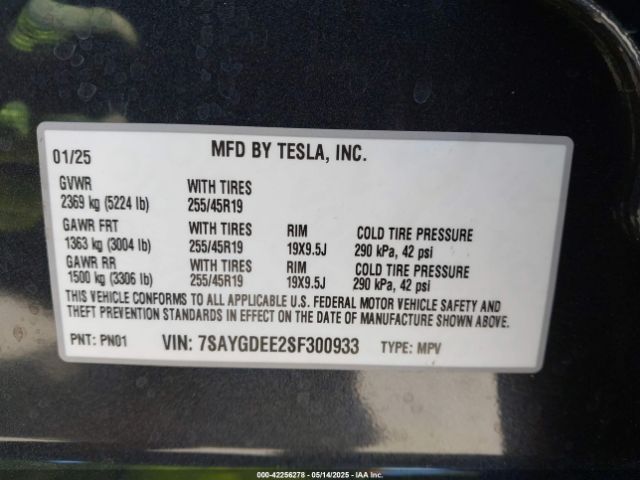 01/25 MFD BY TESLA, INC.
GVWR WITH TIRES
2369 kg (5224 lb) 255/45R19
GAWR FRT WITH TIRES RIM COLD TIRE PRESSURE
1363 kg (3004 lb) 255/45R19 19X9.5J 290 kPa, 42 psi
GAWR RR WITH TIRES RIM COLD TIRE PRESSURE
1500 kg (3306 lb) 255/45R19 19X9.5J 290 kPa, 42 psi
THIS VEHICLE CONFORMS TO ALL APPLICABLE U.S. FEDERAL MOTOR VEHICLE SAFETY AND
THEFT PREVENTION STANDARDS IN EFFECT ON THE DATE OF MANUFACTURE SHOWN ABOVE.
PNT: PN01 VIN: 7SAYGDEE2SF300933 TYPE: MPV
000-42256278 - 05/14/2025 - IAA Inc.